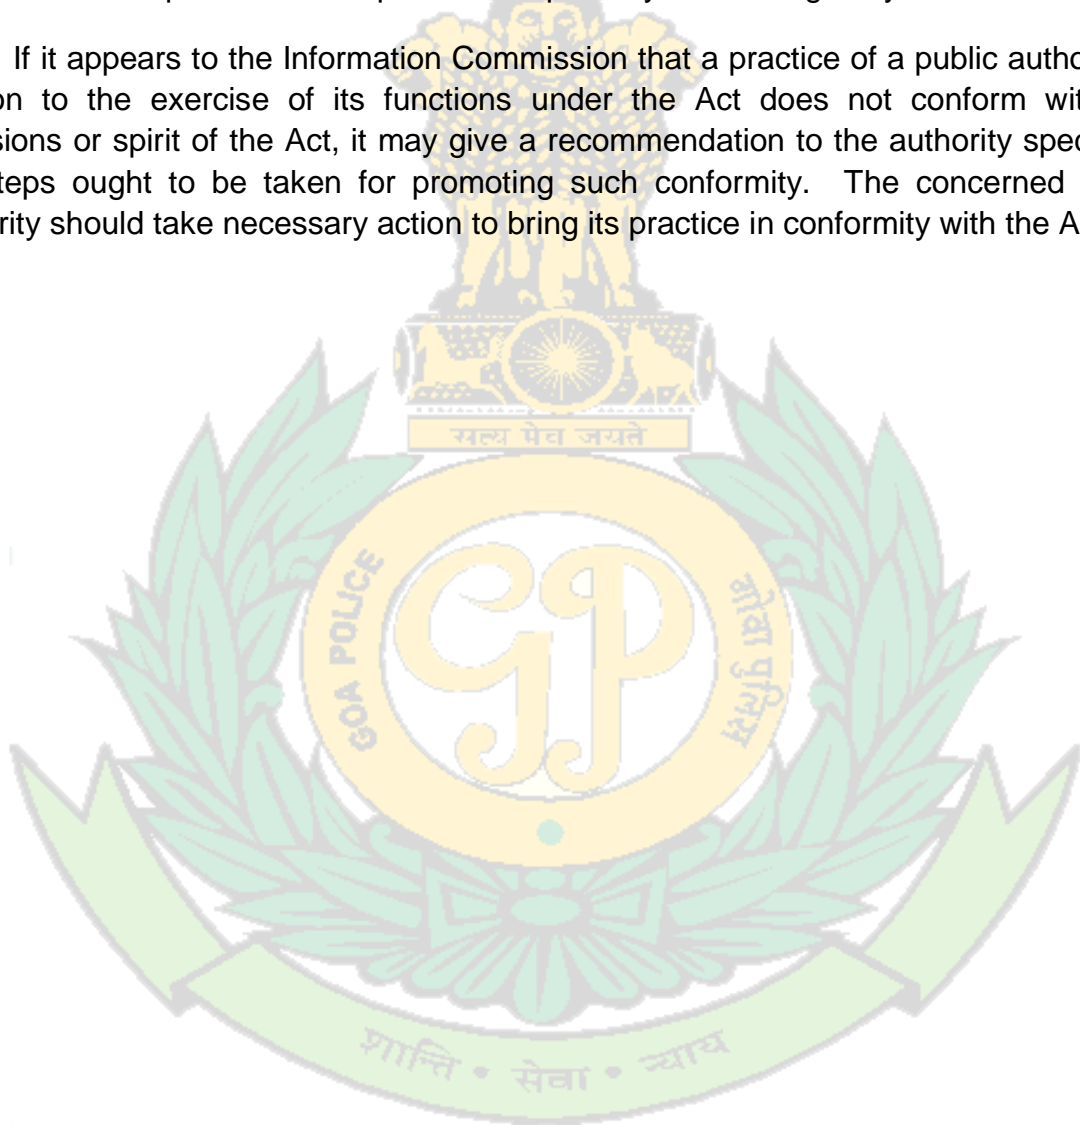 If it appears to the Information Commission that a practice of a public autho
on to the exercise of its functions under the Act does not conform wit
sions or spirit of the Act, it may give a recommendation to the authority spec
teps ought to be taken for promoting such conformity. The concerned
rity should take necessary action to bring its practice in conformity with the A
सत्य मेव जयते
GOA POLICE
गोंवा पुलिस
GP
शान्ति • सेवा • न्याय